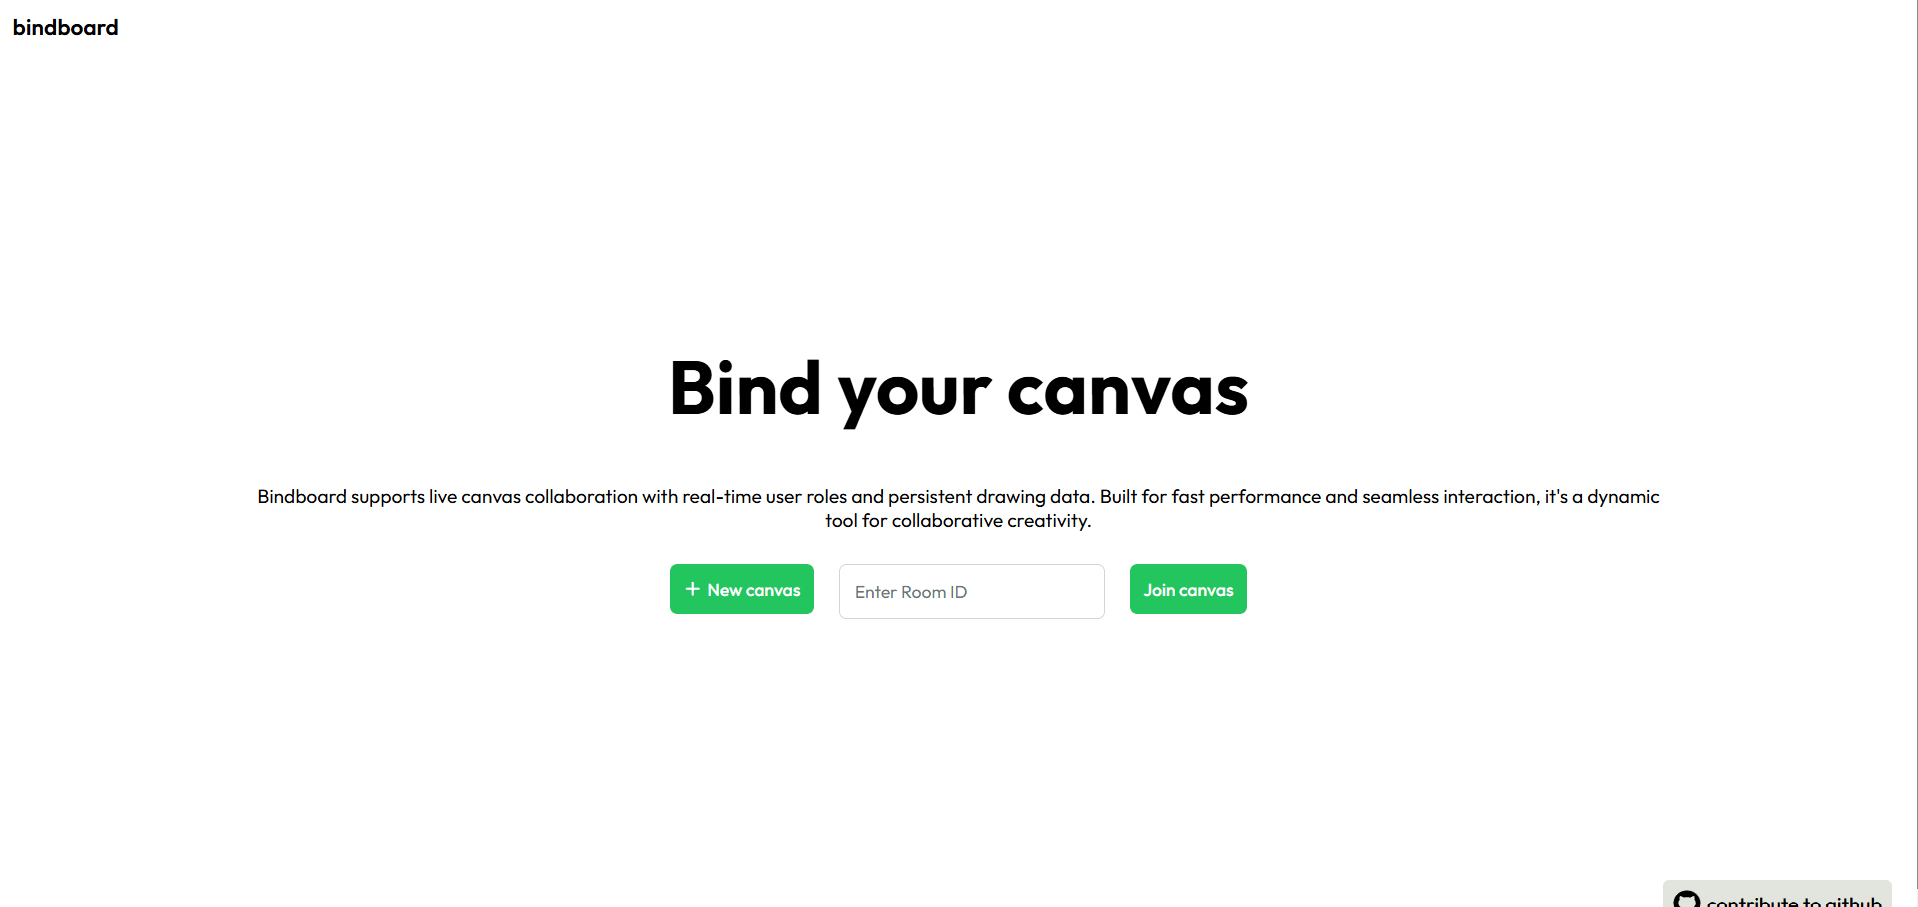 bindboard
Bind your canvas
Bindboard supports live canvas collaboration with real-time user roles and persistent drawing data. Built for fast performance and seamless interaction, it's a dynamic
tool for collaborative creativity.
+ New canvas
Enter Room ID
Join canvas
contribute to github